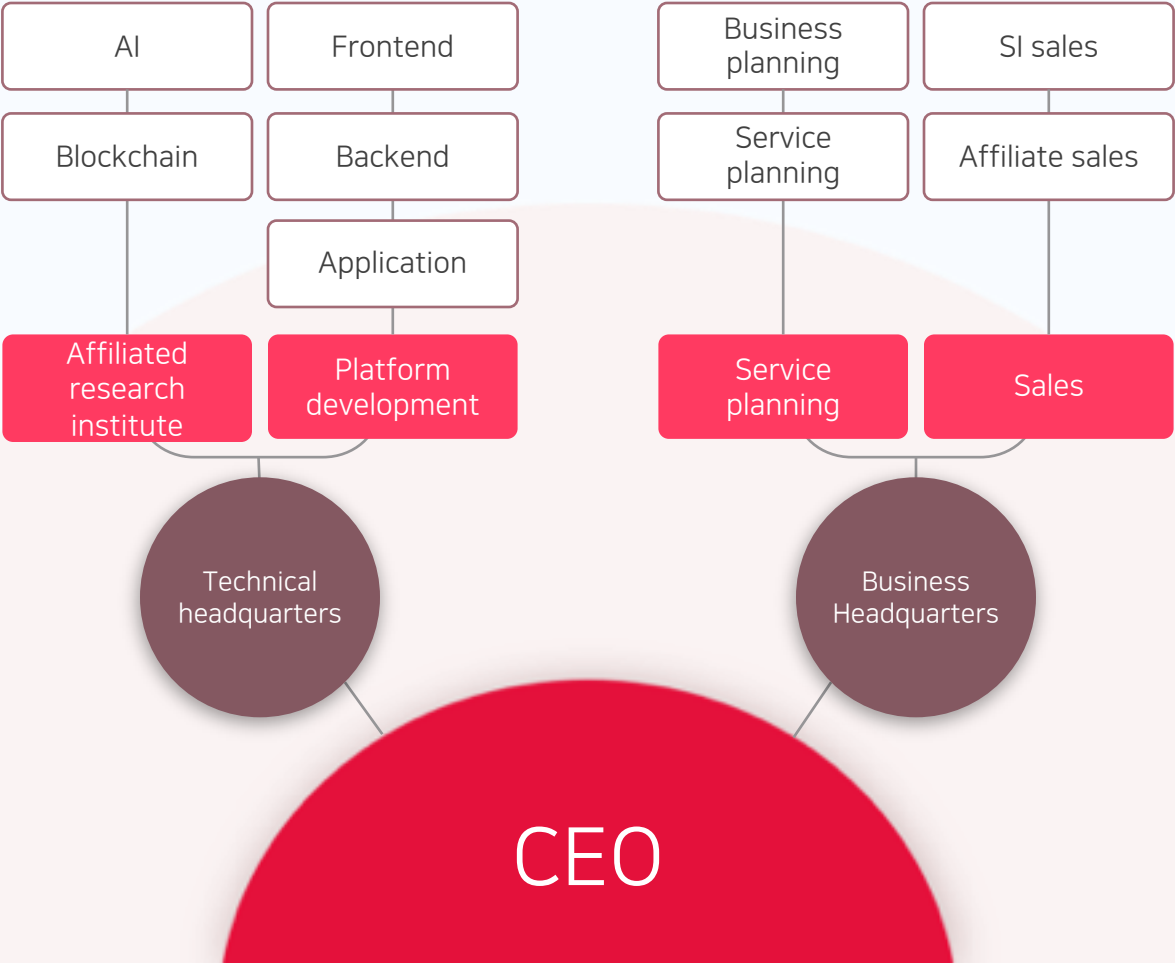 AI
Frontend
Business
planning
SI sales
Blockchain
Backend
Service
planning
Affiliate sales
Application
Affiliated
research
institute
Platform
development
Service
planning
Sales
Technical
headquarters
Business
Headquarters
CEO